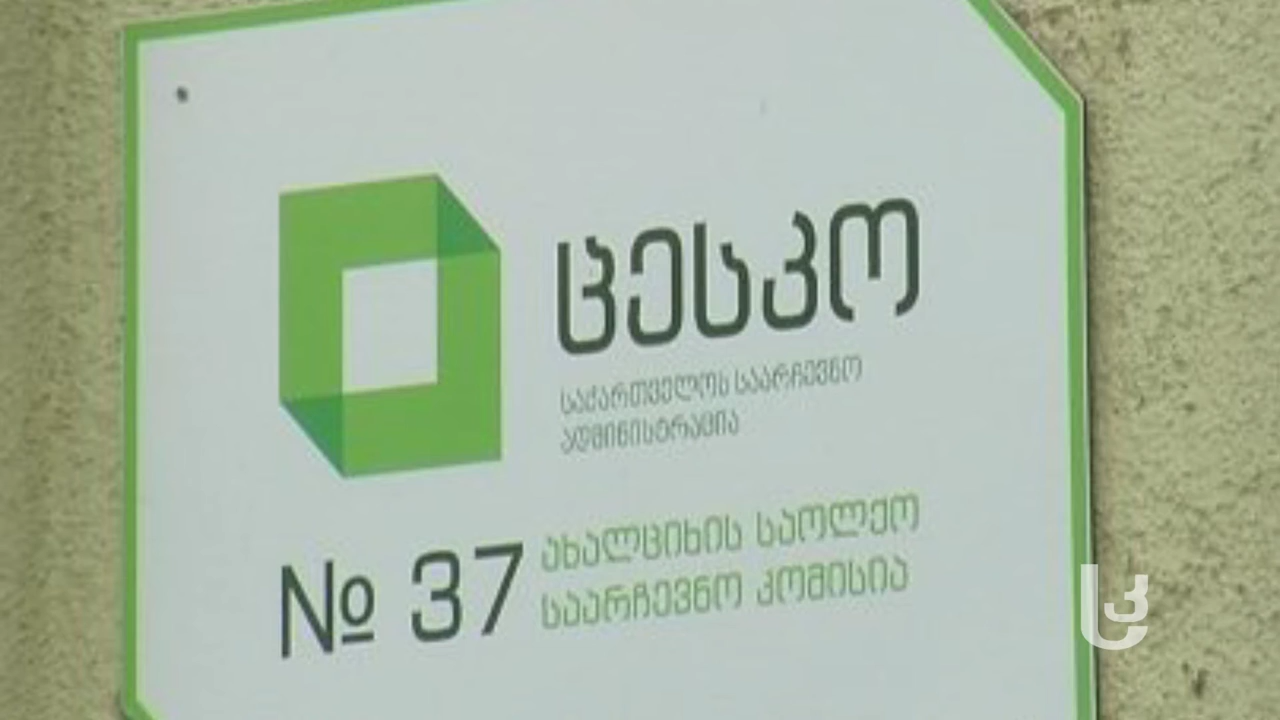 ცესკო
საქართველოს საარჩევნო
ადმინისტრაცია
№ 37
ახალციხის საოლქო
საარჩევნო კომისია